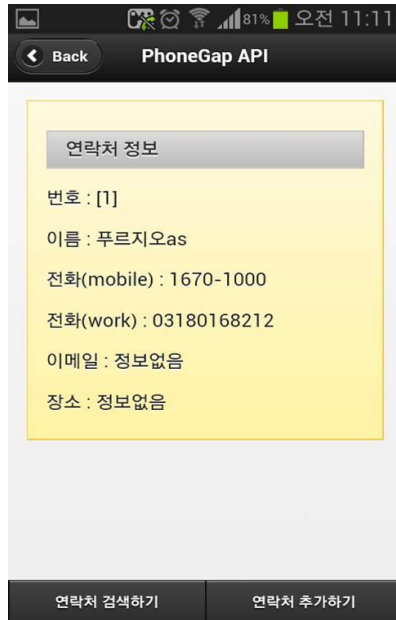 81% 오전 11:11
Back PhoneGap API
연락처 정보
번호 : [1]
이름 : 푸르지오as
전화(mobile) : 1670-1000
전화(work) : 03180168212
이메일 : 정보없음
장소 : 정보없음
연락처 검색하기 연락처 추가하기